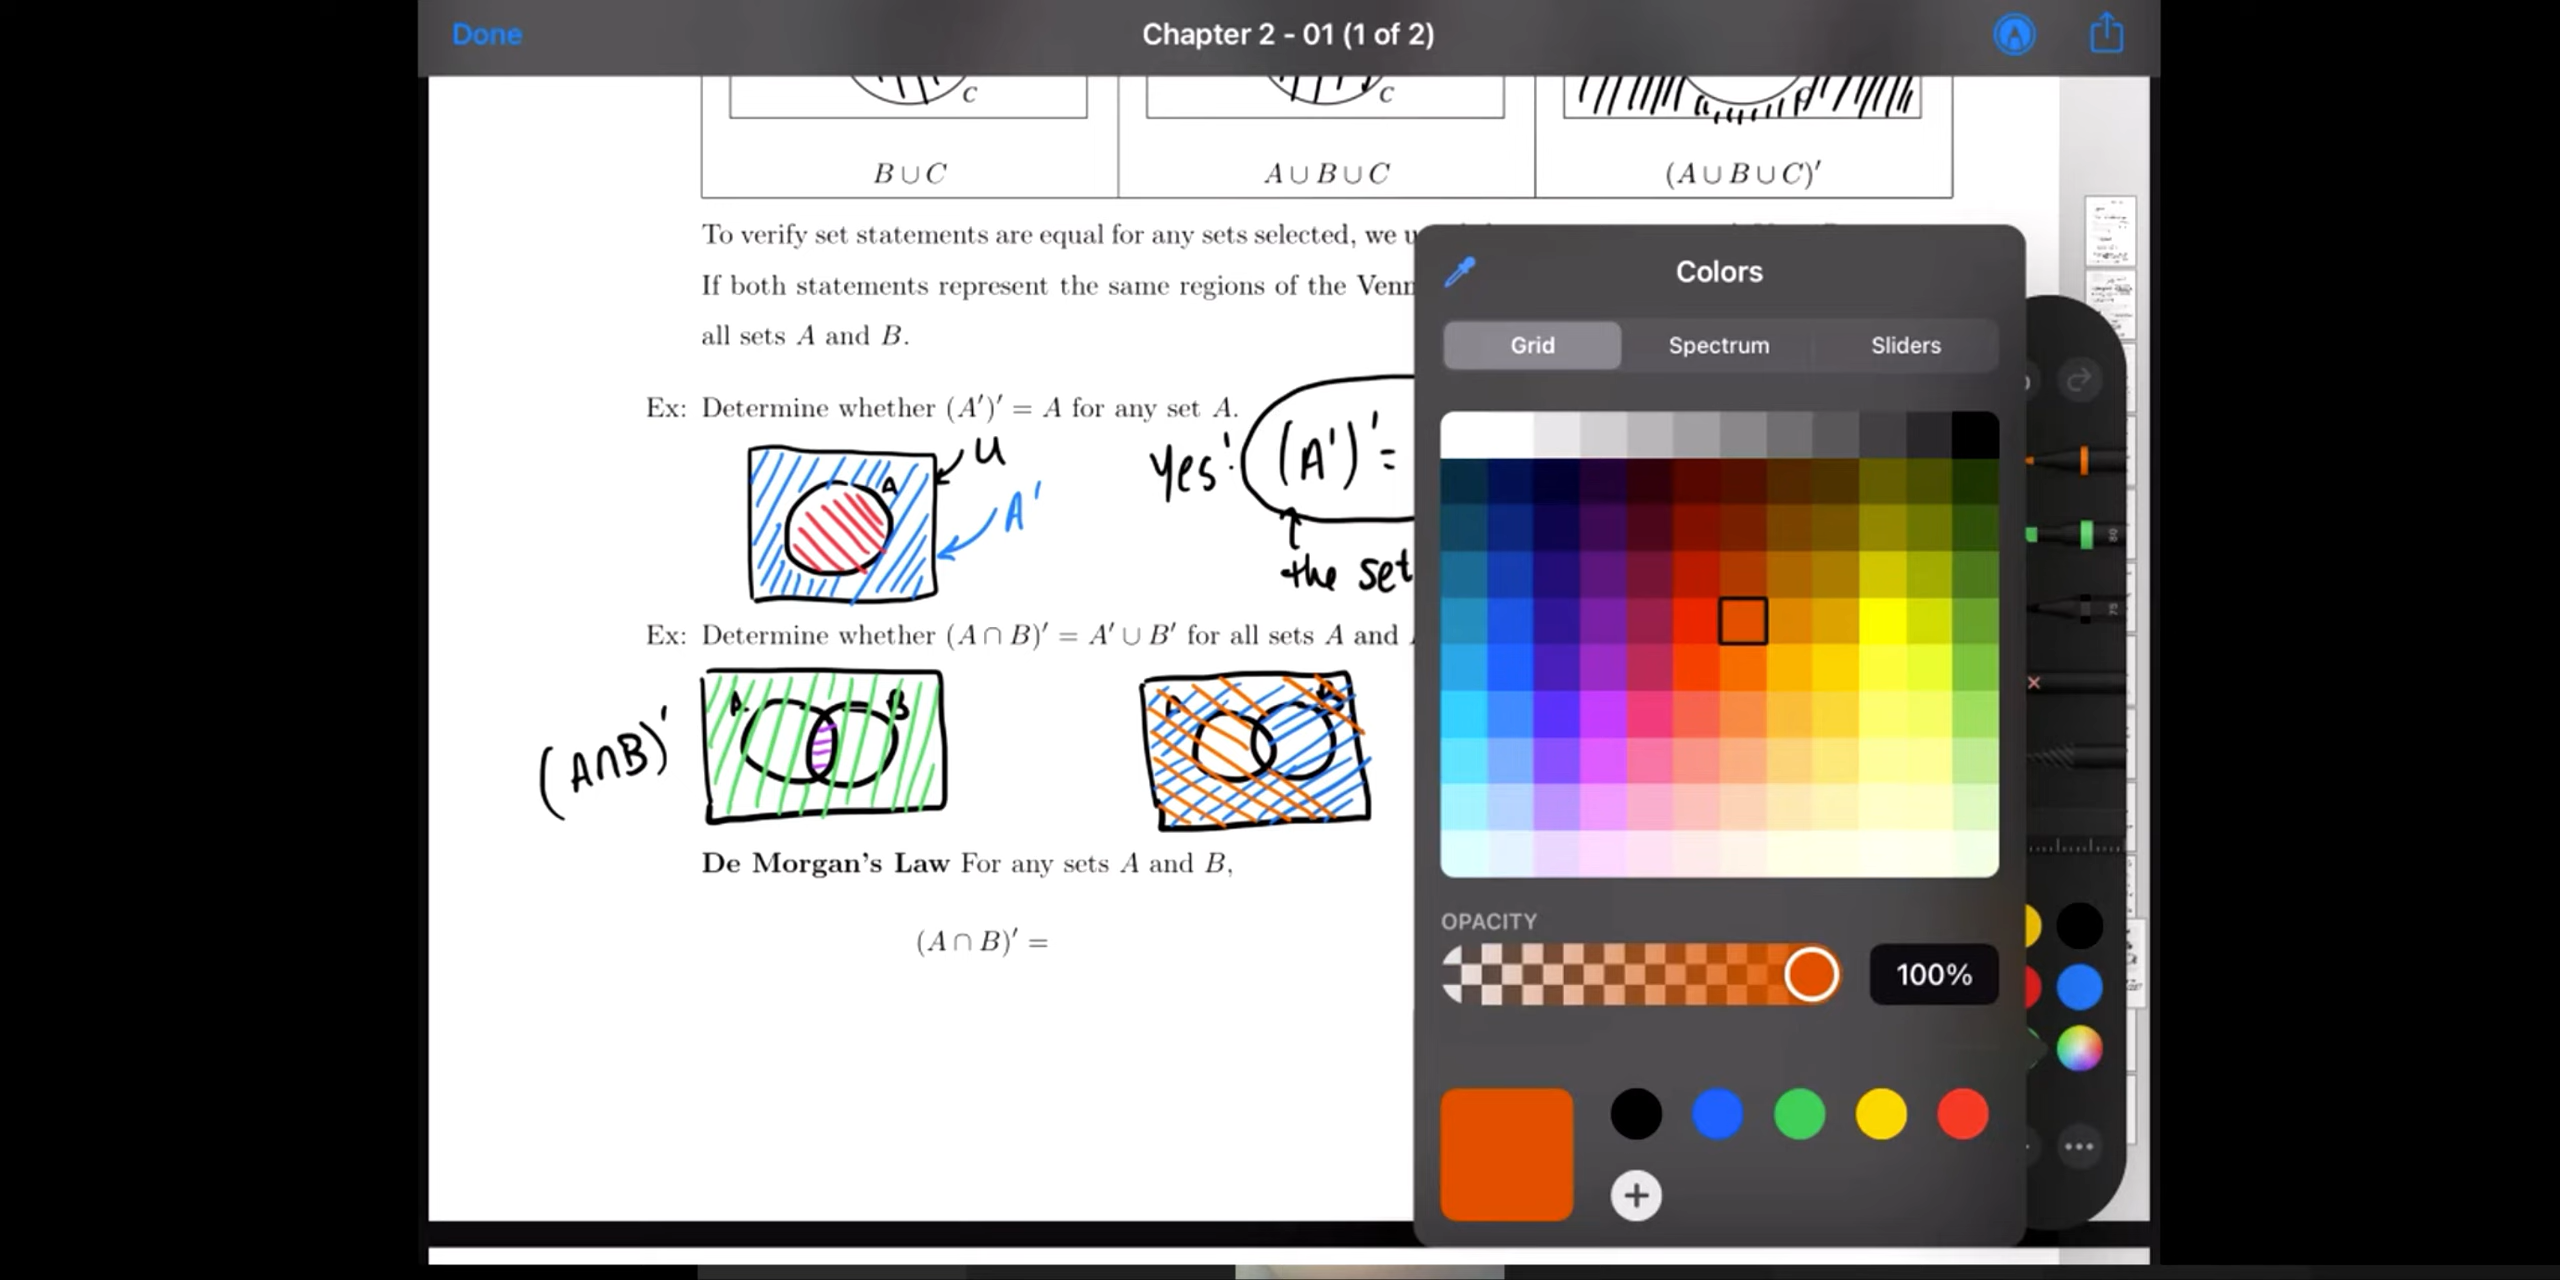 Done
Chapter 2 - 01 (1 of 2)
C
C
B ∪ C
A ∪ B ∪ C
(A ∪ B ∪ C)′
To verify set statements are equal for any sets selected, we
If both statements represent the same regions of the Venn
all sets A and B.
Ex: Determine whether (A′)′ = A for any set A.
A
U
A'
Yes! (A')' =
the set
Ex: Determine whether (A ∩ B)′ = A′ ∪ B′ for all sets A and
(A∩B)'
A
B
De Morgan's Law For any sets A and B,
(A ∩ B)′ =
Colors
Grid
Spectrum
Sliders
OPACITY
100%
80
75